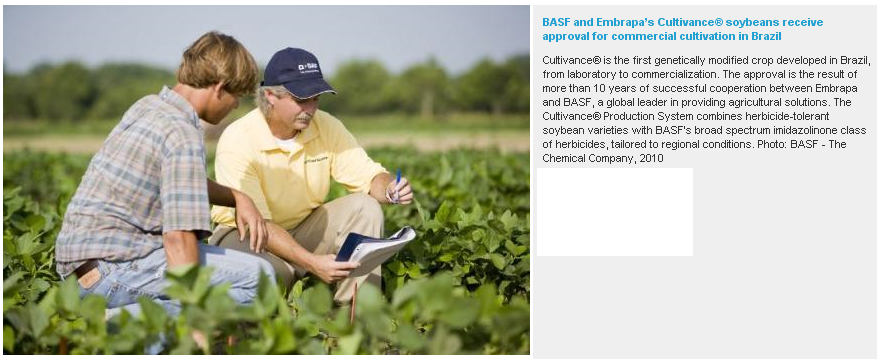 BASF
BASF and Embrapa's Cultivance® soybeans receive
approval for commercial cultivation in Brazil
Cultivance® is the first genetically modified crop developed in Brazil,
from laboratory to commercialization. The approval is the result of
more than 10 years of successful cooperation between Embrapa
and BASF, a global leader in providing agricultural solutions. The
Cultivance® Production System combines herbicide-tolerant
soybean varieties with BASF's broad spectrum imidazolinone class
of herbicides, tailored to regional conditions. Photo: BASF - The
Chemical Company, 2010